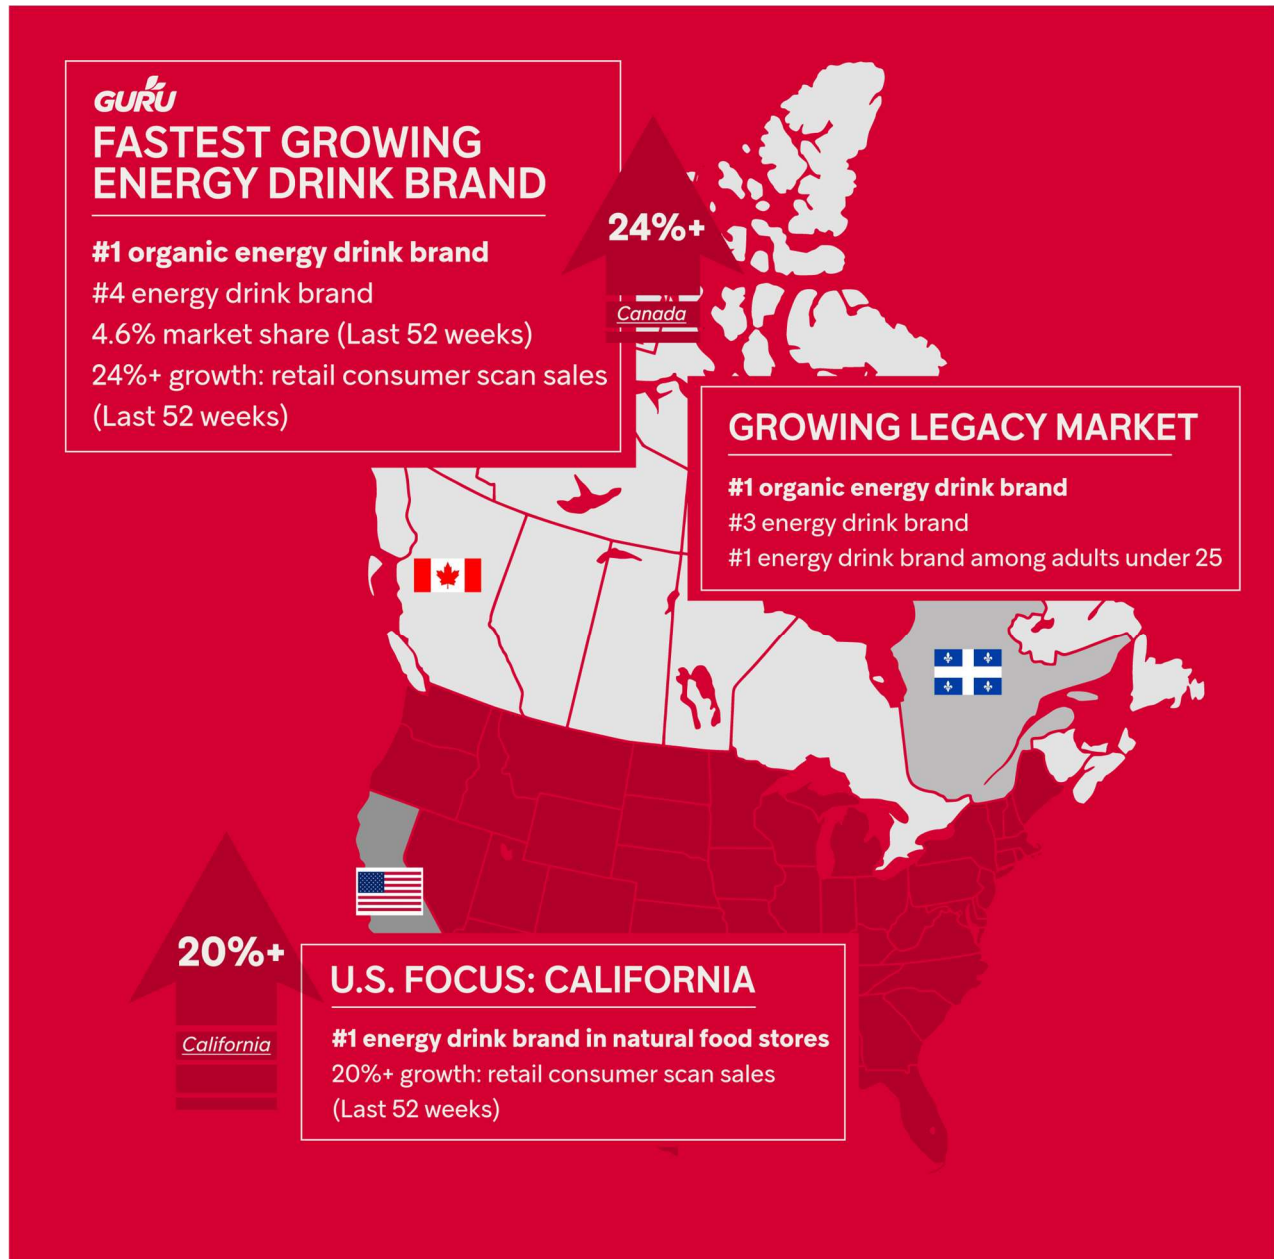 GURU
FASTEST GROWING
ENERGY DRINK BRAND
#1 organic energy drink brand
#4 energy drink brand
4.6% market share (Last 52 weeks)
24%+ growth: retail consumer scan sales
(Last 52 weeks)
24%+
Canada
GROWING LEGACY MARKET
#1 organic energy drink brand
#3 energy drink brand
#1 energy drink brand among adults under 25
20%+
California
U.S. FOCUS: CALIFORNIA
#1 energy drink brand in natural food stores
20%+ growth: retail consumer scan sales
(Last 52 weeks)